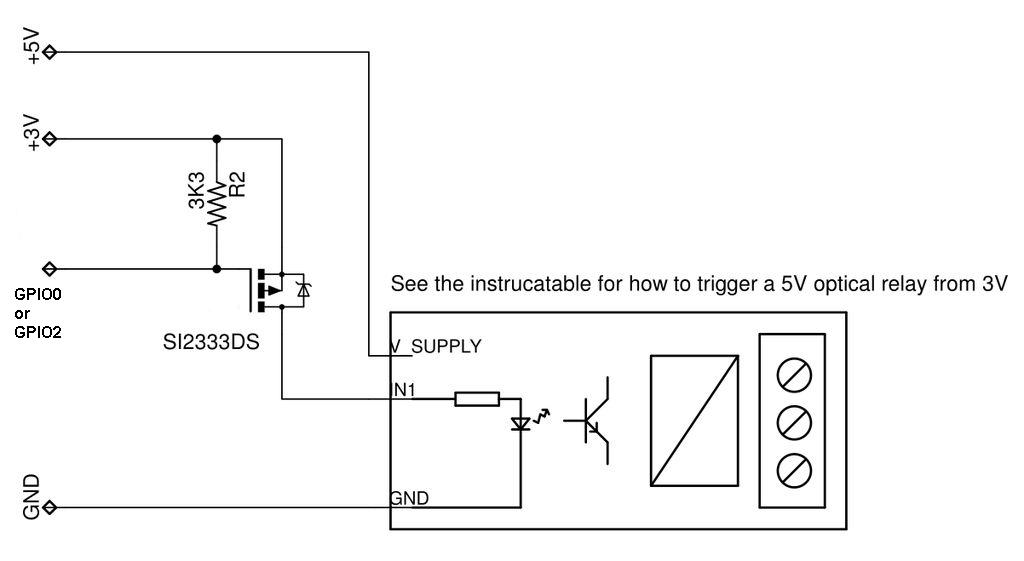 +5V
+3V
3K3
R2
GPIO0
or
GPIO2
SI2333DS
See the instrucatable for how to trigger a 5V optical relay from 3V
V_SUPPLY
IN1
GND
GND